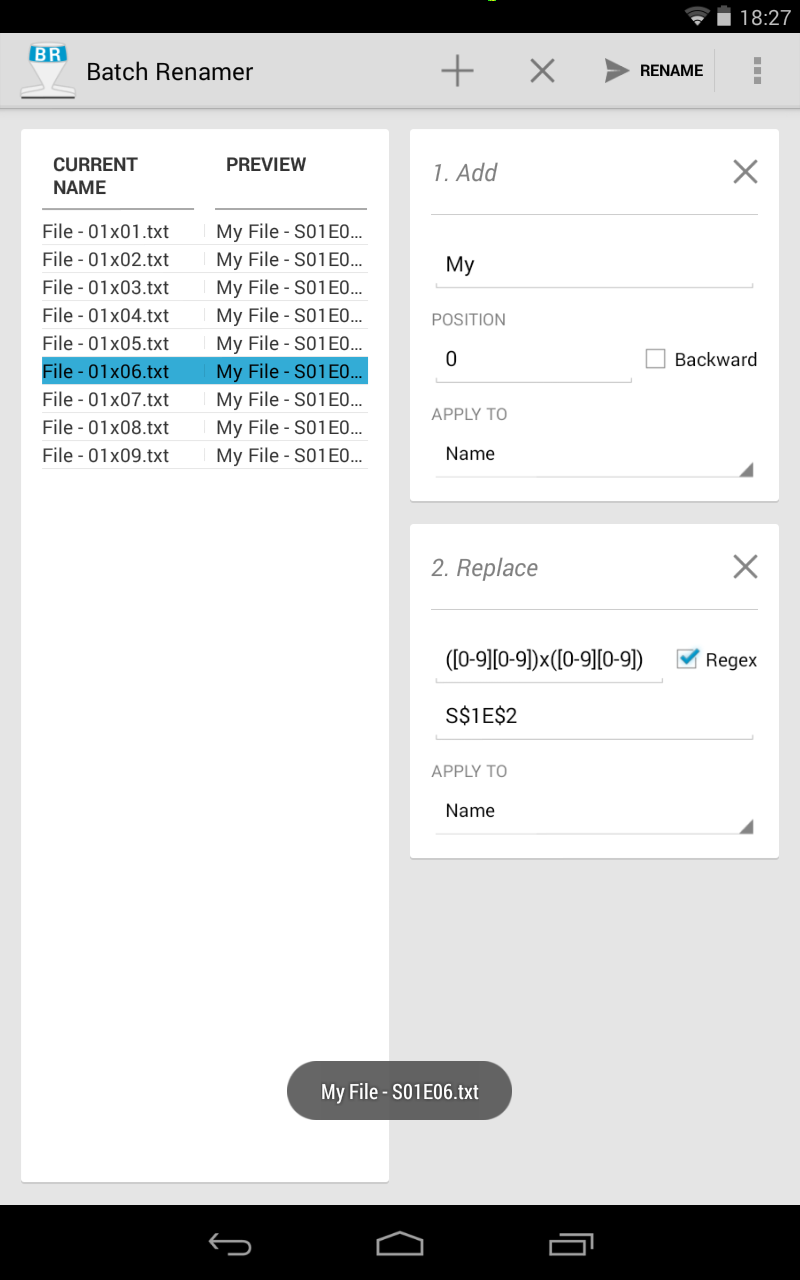 18:27
BR
Batch Renamer
RENAME
CURRENT NAME
PREVIEW
File - 01x01.txt My File - S01E0...
File - 01x02.txt My File - S01E0...
File - 01x03.txt My File - S01E0...
File - 01x04.txt My File - S01E0...
File - 01x05.txt My File - S01E0...
File - 01x06.txt My File - S01E0...
File - 01x07.txt My File - S01E0...
File - 01x08.txt My File - S01E0...
File - 01x09.txt My File - S01E0...
1. Add
My
POSITION
0
Backward
APPLY TO
Name
2. Replace
([0-9][0-9])x([0-9][0-9])
Regex
S$1E$2
APPLY TO
Name
My File - S01E06.txt